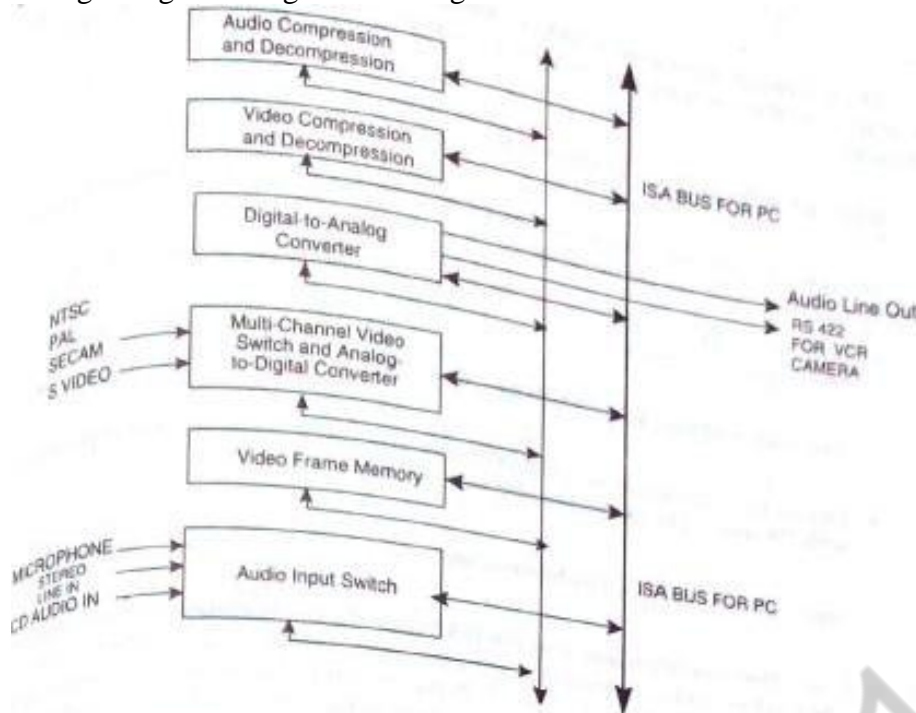 Audio Compression
and Decompression
Video Compression
and Decompression
ISA BUS FOR PC
Digital-to-Analog
Converter
Audio Line Out
RS 422
FOR VCR
CAMERA
NTSC
PAL
SECAM
S VIDEO
Multi-Channel Video
Switch and Analog-
to-Digital Converter
Video Frame Memory
MICROPHONE
STEREO
LINE IN
CD AUDIO IN
Audio Input Switch
ISA BUS FOR PC